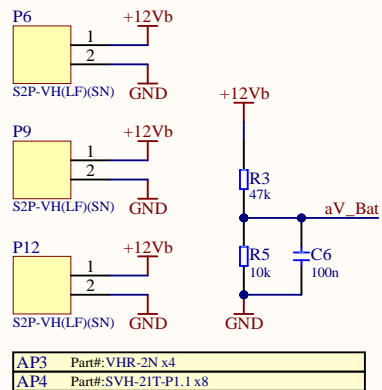 P6
+12Vb
1
2
S2P-VH(LF)(SN)
GND
P9
+12Vb
1
2
S2P-VH(LF)(SN)
GND
P12
+12Vb
1
2
S2P-VH(LF)(SN)
GND
+12Vb
R3
47k
aV_Bat
R5
10k
C6
100n
GND
AP3 Part#:VHR-2N x4
AP4 Part#:SVH-21T-P1.1 x8